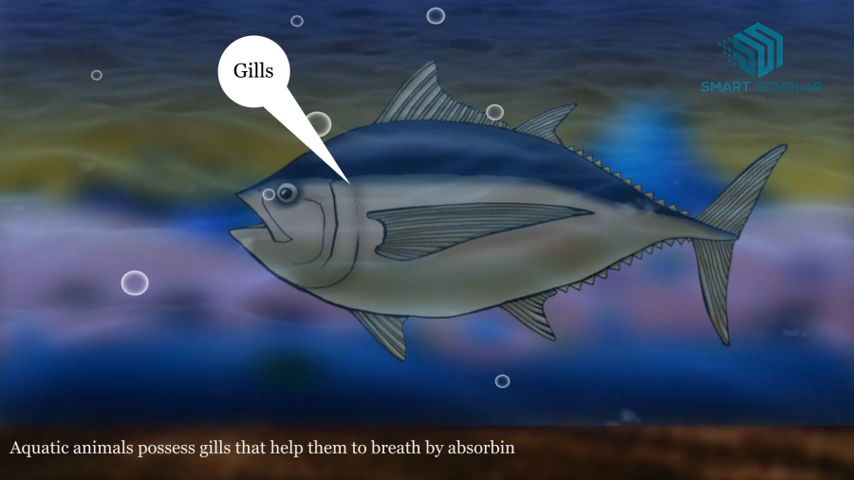 Gills
SMART SCHOLAR
Aquatic animals possess gills that help them to breath by absorbin